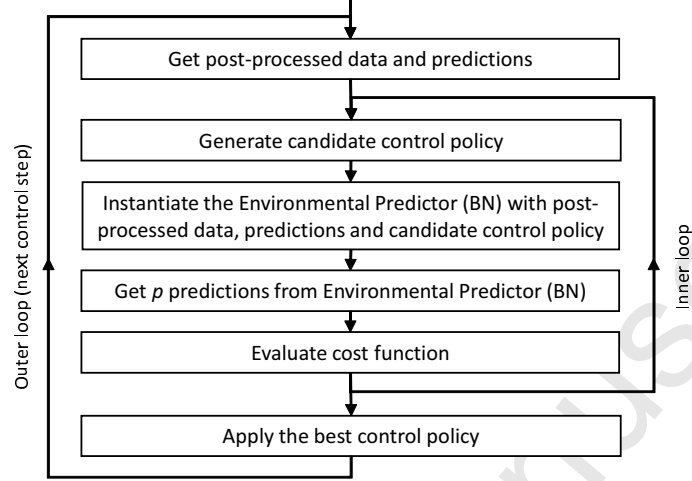 Get post-processed data and predictions
Generate candidate control policy
Instantiate the Environmental Predictor (BN) with post-
processed data, predictions and candidate control policy
Get p predictions from Environmental Predictor (BN)
Evaluate cost function
Apply the best control policy
Outer loop (next control step)
Inner loop